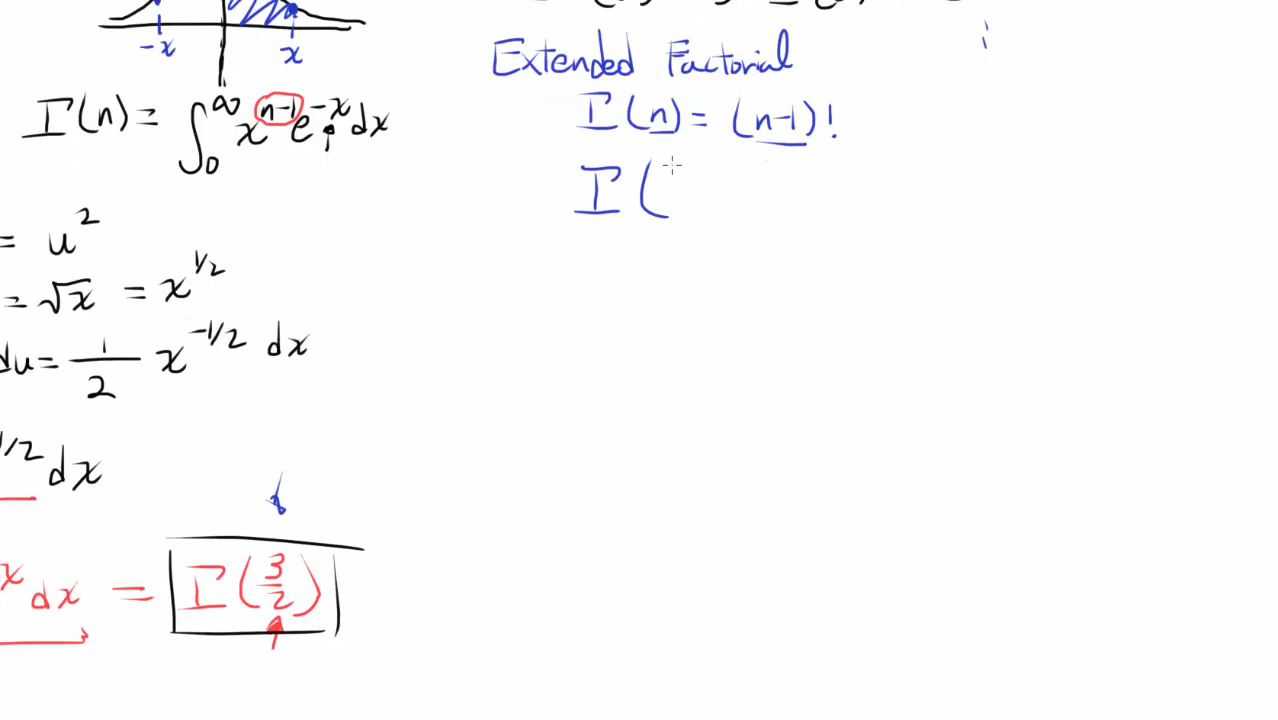 -x x
Γ(n) = ∫₀^∞ x^(n-1) e^(-x) dx
= u²
= √x = x^(1/2)
du = 1/2 x^(-1/2) dx
1/2 dx
x dx = Γ(3/2)
Extended Factorial
Γ(n) = (n-1)!
Γ(